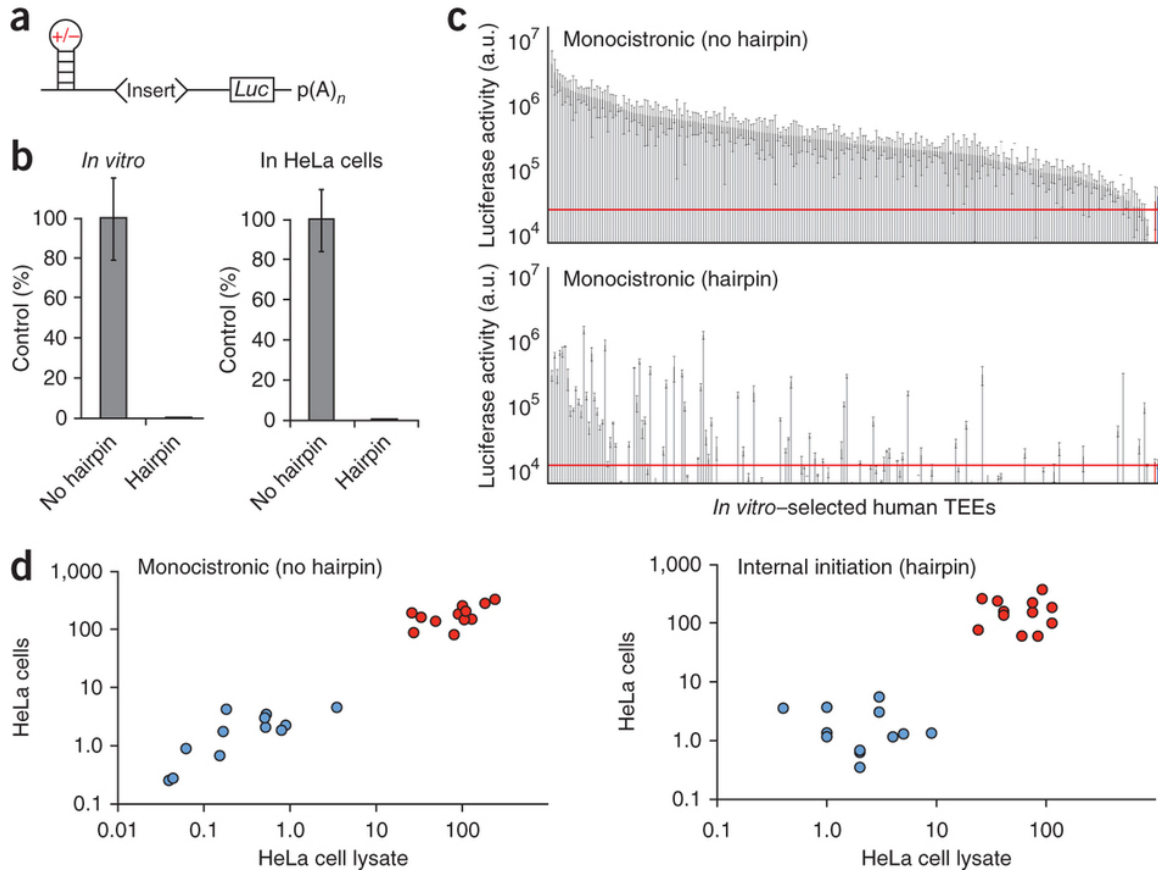 a
+/–
Insert
Luc
p(A)n
b
In vitro
In HeLa cells
Control (%)
100
80
60
40
20
0
No hairpin
Hairpin
Control (%)
100
80
60
40
20
0
No hairpin
Hairpin
c
Monocistronic (no hairpin)
Luciferase activity (a.u.)
10^7
10^6
10^5
10^4
Monocistronic (hairpin)
Luciferase activity (a.u.)
10^7
10^6
10^5
10^4
In vitro–selected human TEEs
d
Monocistronic (no hairpin)
HeLa cells
1,000
100
10
1.0
0.1
0.01 0.1 1.0 10 100
HeLa cell lysate
Internal initiation (hairpin)
HeLa cells
1,000
100
10
1.0
0.1
0.1 1.0 10 100
HeLa cell lysate